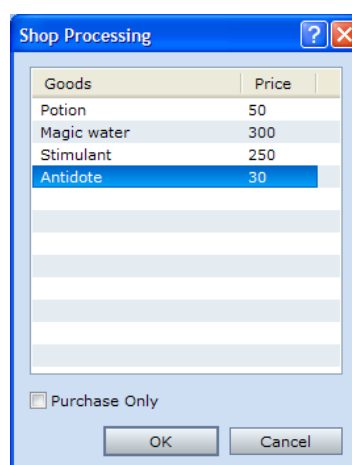 Shop Processing
Goods Price
Potion 50
Magic water 300
Stimulant 250
Antidote 30
Purchase Only
OK Cancel